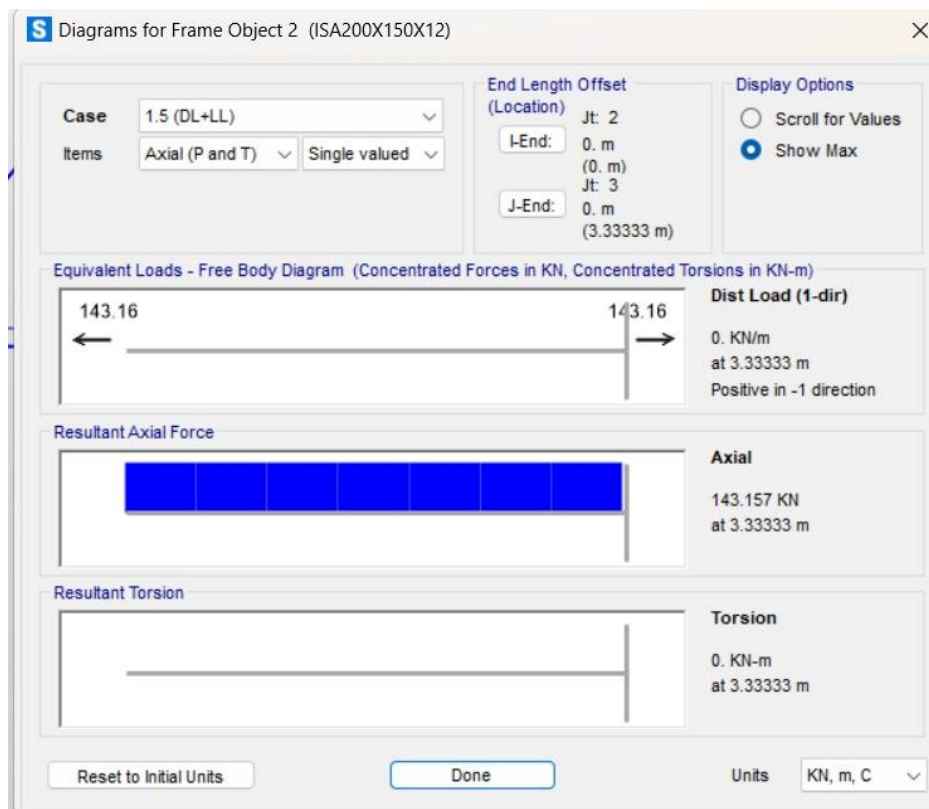 S Diagrams for Frame Object 2 (ISA200X150X12)
Case 1.5 (DL+LL)
Items Axial (P and T) Single valued
End Length Offset
(Location)
Jt: 2
I-End: 0. m
(0. m)
Jt: 3
J-End: 0. m
(3.33333 m)
Display Options
Scroll for Values
Show Max
Equivalent Loads - Free Body Diagram (Concentrated Forces in KN, Concentrated Torsions in KN-m)
143.16 143.16
Dist Load (1-dir)
0. KN/m
at 3.33333 m
Positive in -1 direction
Resultant Axial Force
Axial
143.157 KN
at 3.33333 m
Resultant Torsion
Torsion
0. KN-m
at 3.33333 m
Reset to Initial Units Done Units KN, m, C